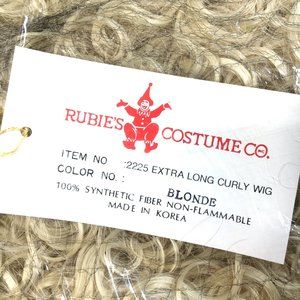 RUBIE'S COSTUME CO. INC.
ITEM NO :2225 EXTRA LONG CURLY WIG
COLOR NO.: BLONDE
100% SYNTHETIC FIBER NON-FLAMMABLE
MADE IN KOREA